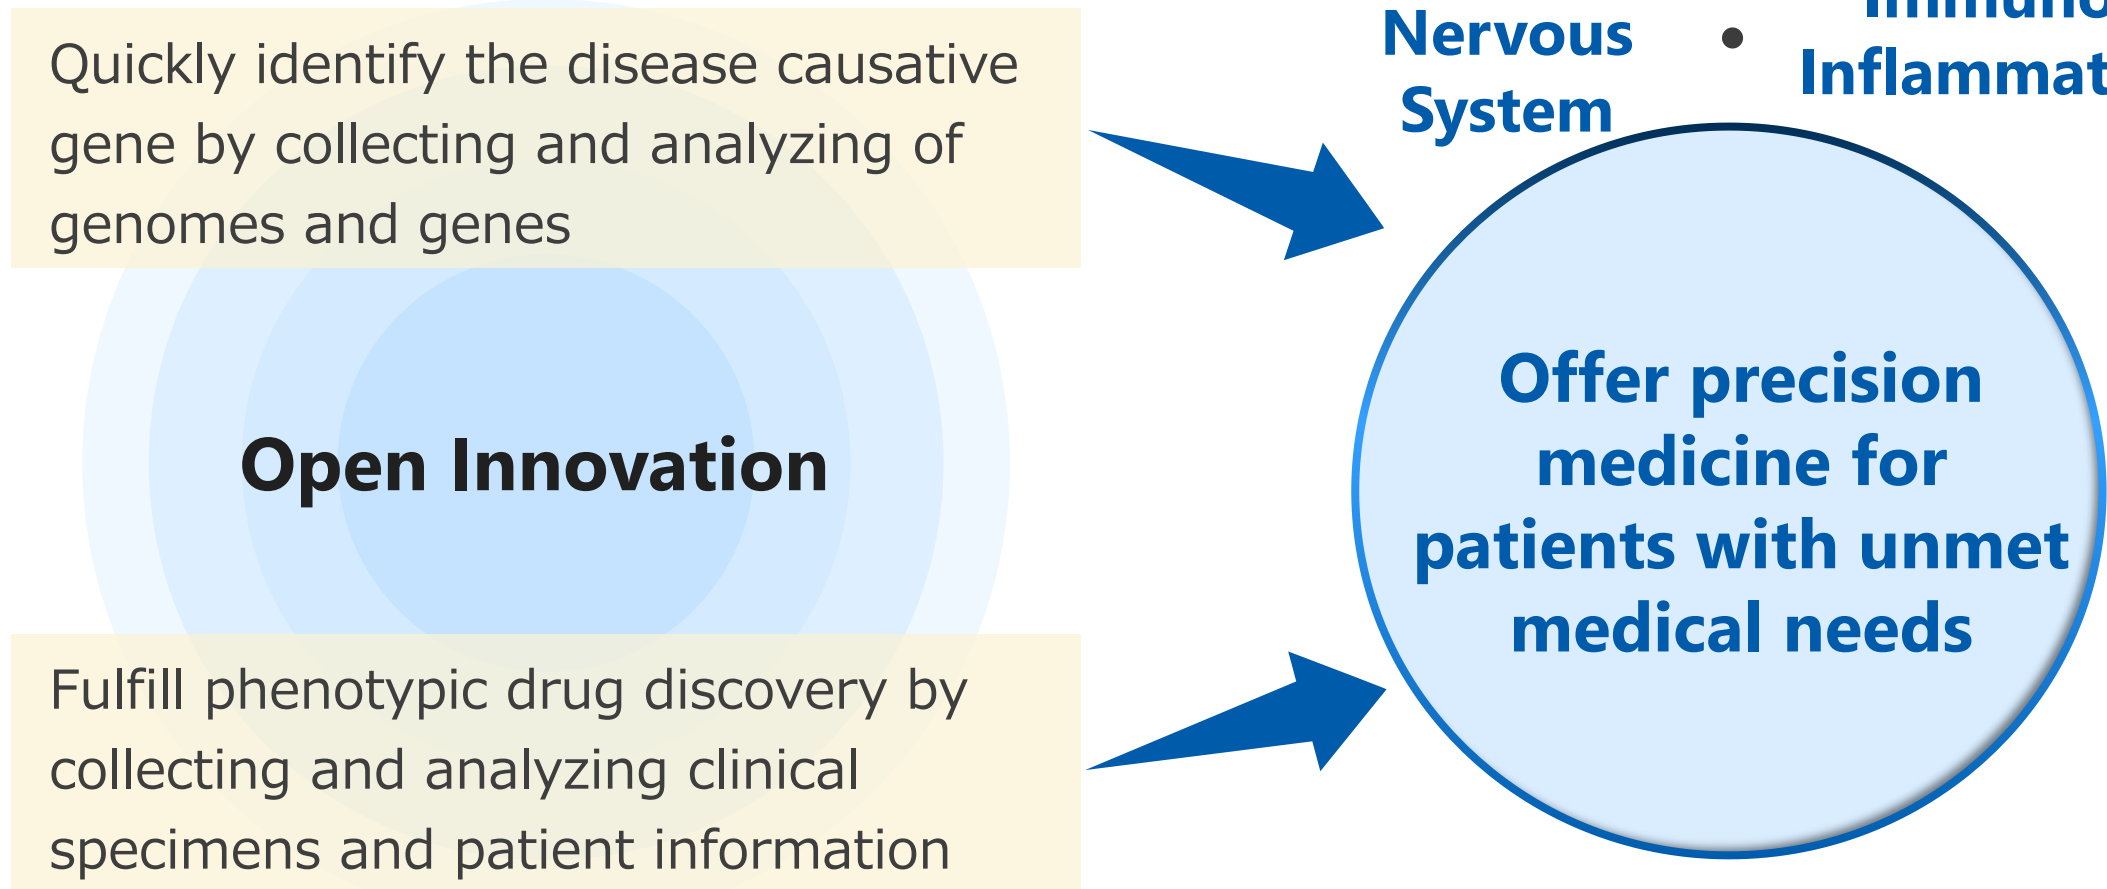 Quickly identify the disease causative
gene by collecting and analyzing of
genomes and genes
Open Innovation
Fulfill phenotypic drug discovery by
collecting and analyzing clinical
specimens and patient information
Nervous
System
•
Offer precision
medicine for
patients with unmet
medical needs